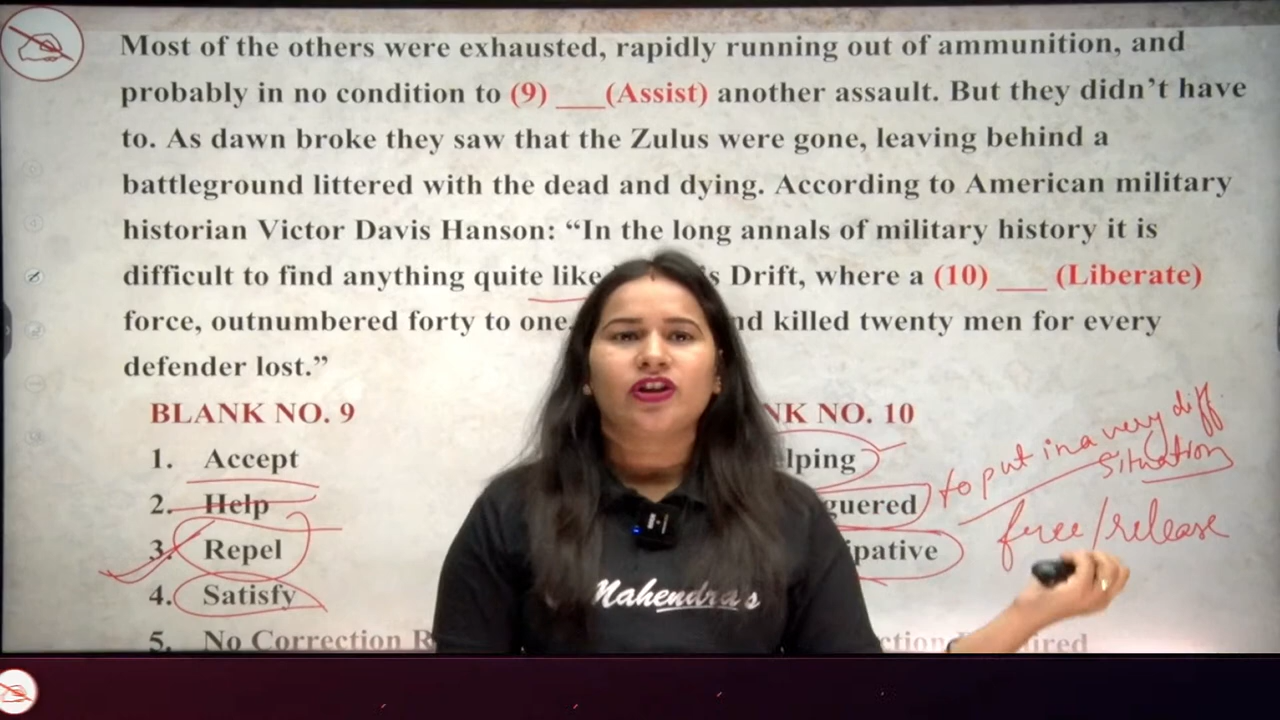 Most of the others were exhausted, rapidly running out of ammunition, and
probably in no condition to (9) ___(Assist) another assault. But they didn’t have
to. As dawn broke they saw that the Zulus were gone, leaving behind a
battleground littered with the dead and dying. According to American military
historian Victor Davis Hanson: “In the long annals of military history it is
difficult to find anything quite like Drift, where a (10) ___ (Liberate)
force, outnumbered forty to one. killed twenty men for every
defender lost.”
BLANK NO. 9
1. Accept
2. Help
3. Repel
4. Satisfy
5. No Correction
NO. 10
to put in a very diff.
situation
free/release
Mahendra's